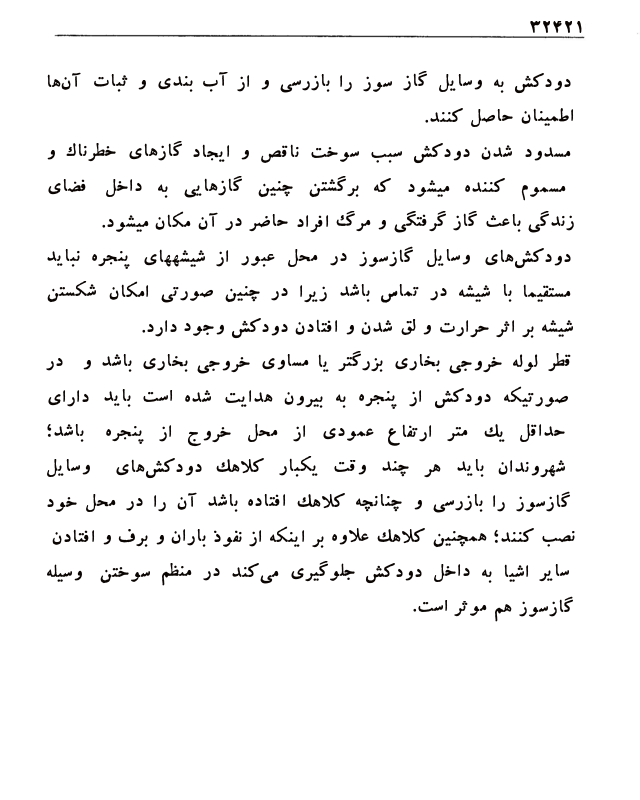 ۳۲۴۲۱
دودکش به وسایل گاز سوز را بازرسی و از آب بندی و ثبات آن‌ها
اطمینان حاصل کنند.
مسدود شدن دودکش سبب سوخت ناقص و ایجاد گازهای خطرناك و
مسموم کننده میشود که برگشتن چنین گازهایی به داخل فضای
زندگی باعث گاز گرفتگی و مرگ افراد حاضر در آن مکان میشود.
دودکش‌های وسایل گازسوز در محل عبور از شیشههای پنجره نباید
مستقیما با شیشه در تماس باشد زیرا در چنین صورتی امکان شکستن
شیشه بر اثر حرارت و لق شدن و افتادن دودکش وجود دارد.
قطر لوله خروجی بخاری بزرگتر یا مساوی خروجی بخاری باشد و در
صورتیکه دودکش از پنجره به بیرون هدایت شده است باید دارای
حداقل یك متر ارتفاع عمودی از محل خروج از پنجره باشد؛
شهروندان باید هر چند وقت یکبار کلاهك دودکش‌های وسایل
گازسوز را بازرسی و چنانچه کلاهك افتاده باشد آن را در محل خود
نصب کنند؛ همچنین کلاهك علاوه بر اینکه از نفوذ باران و برف و افتادن
سایر اشیا به داخل دودکش جلوگیری می‌کند در منظم سوختن وسیله
گازسوز هم موثر است.